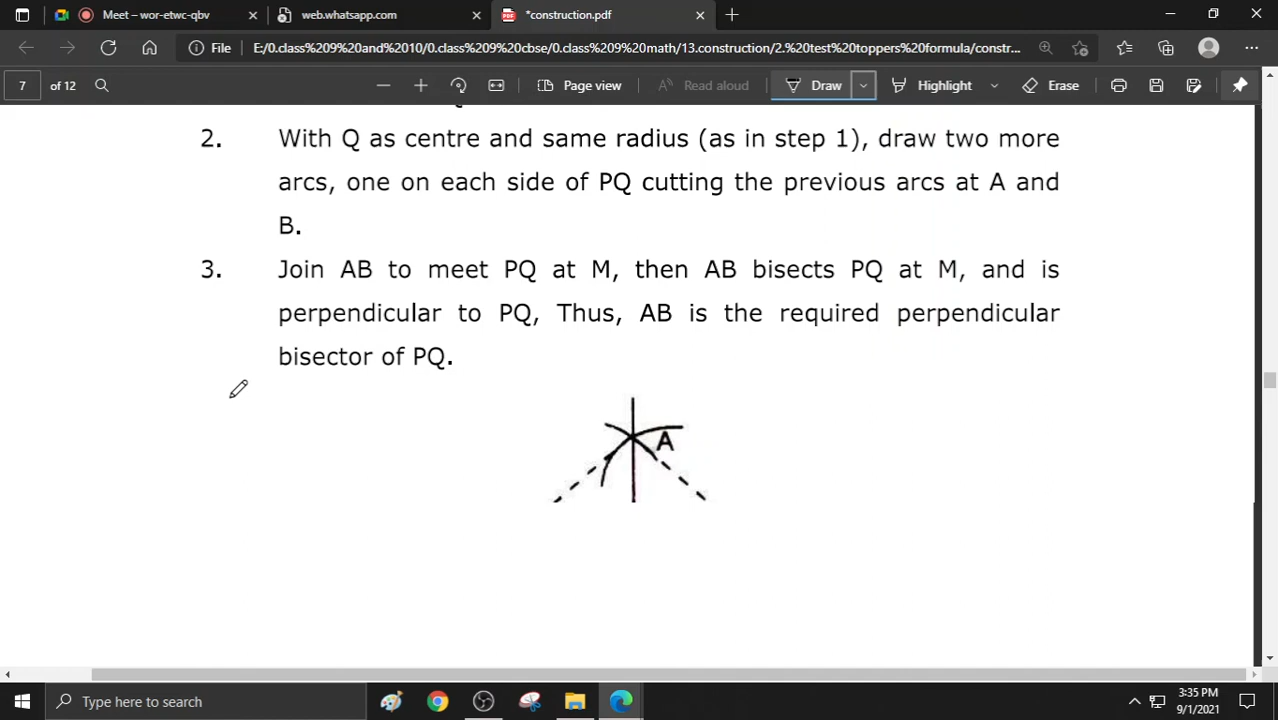 Meet – wor-etwc-qbv
web.whatsapp.com
*construction.pdf
File
E:/0.class%209%20and%2010/0.class%209%20cbse/0.class%209%20math/13.construction/2.%20test%20toppers%20formula/constr...
7 of 12
Page view
Read aloud
Draw
Highlight
Erase
2. With Q as centre and same radius (as in step 1), draw two more
arcs, one on each side of PQ cutting the previous arcs at A and
B.
3. Join AB to meet PQ at M, then AB bisects PQ at M, and is
perpendicular to PQ, Thus, AB is the required perpendicular
bisector of PQ.
A
Type here to search
3:35 PM
9/1/2021